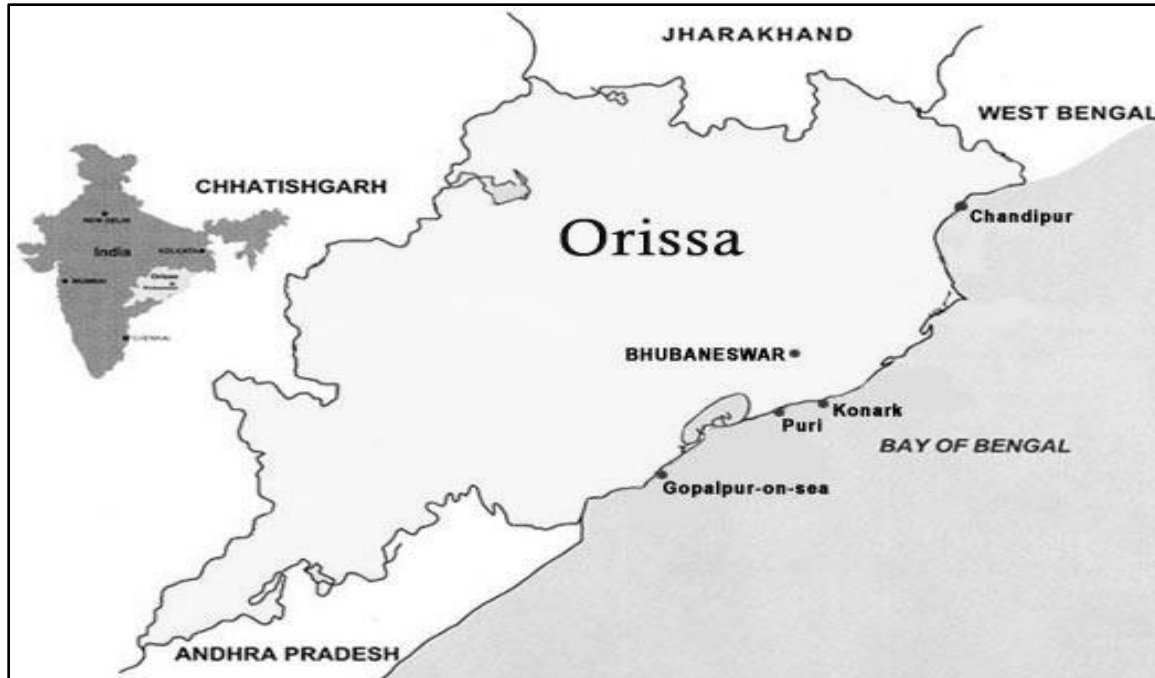 JHARAKHAND
WEST BENGAL
CHHATISHGARH
NEW DELHI
India
KOLKATA
Orissa
MUMBAI
CHENNAI
Orissa
Chandipur
BHUBANESWAR
Konark
Puri
BAY OF BENGAL
Gopalpur-on-sea
ANDHRA PRADESH